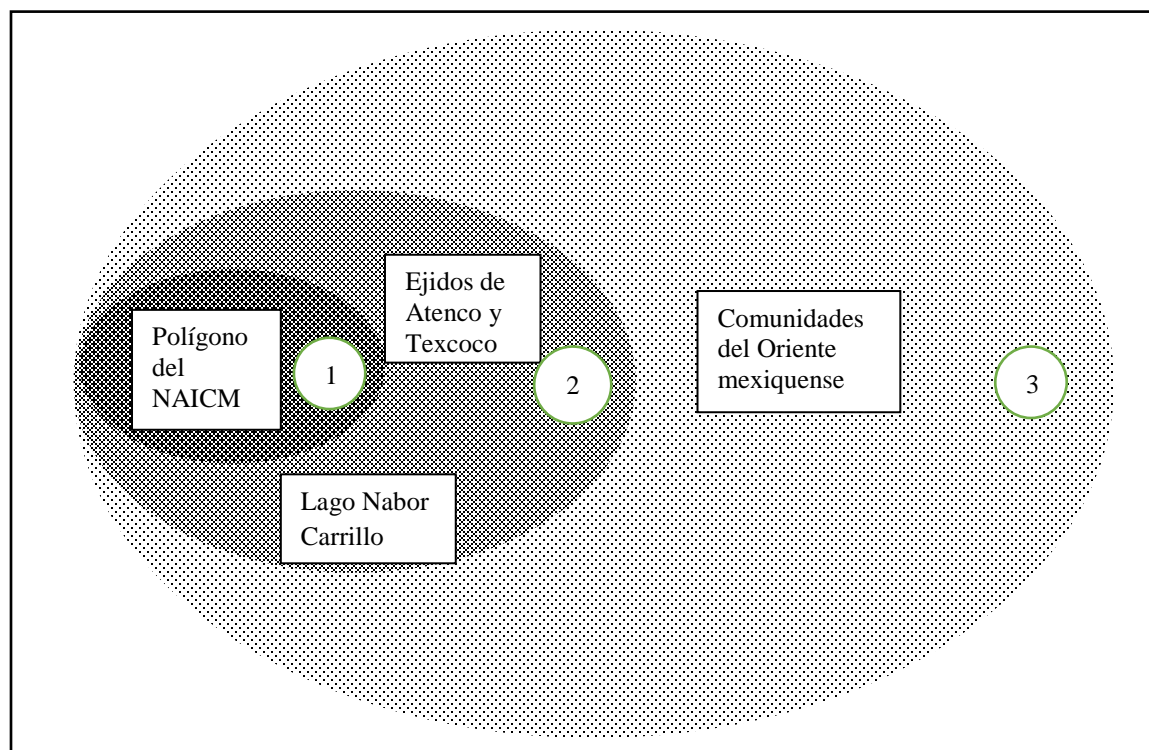 Polígono
del
NAICM
1
Ejidos de
Atenco y
Texcoco
2
Lago Nabor
Carrillo
Comunidades
del Oriente
mexiquense
3